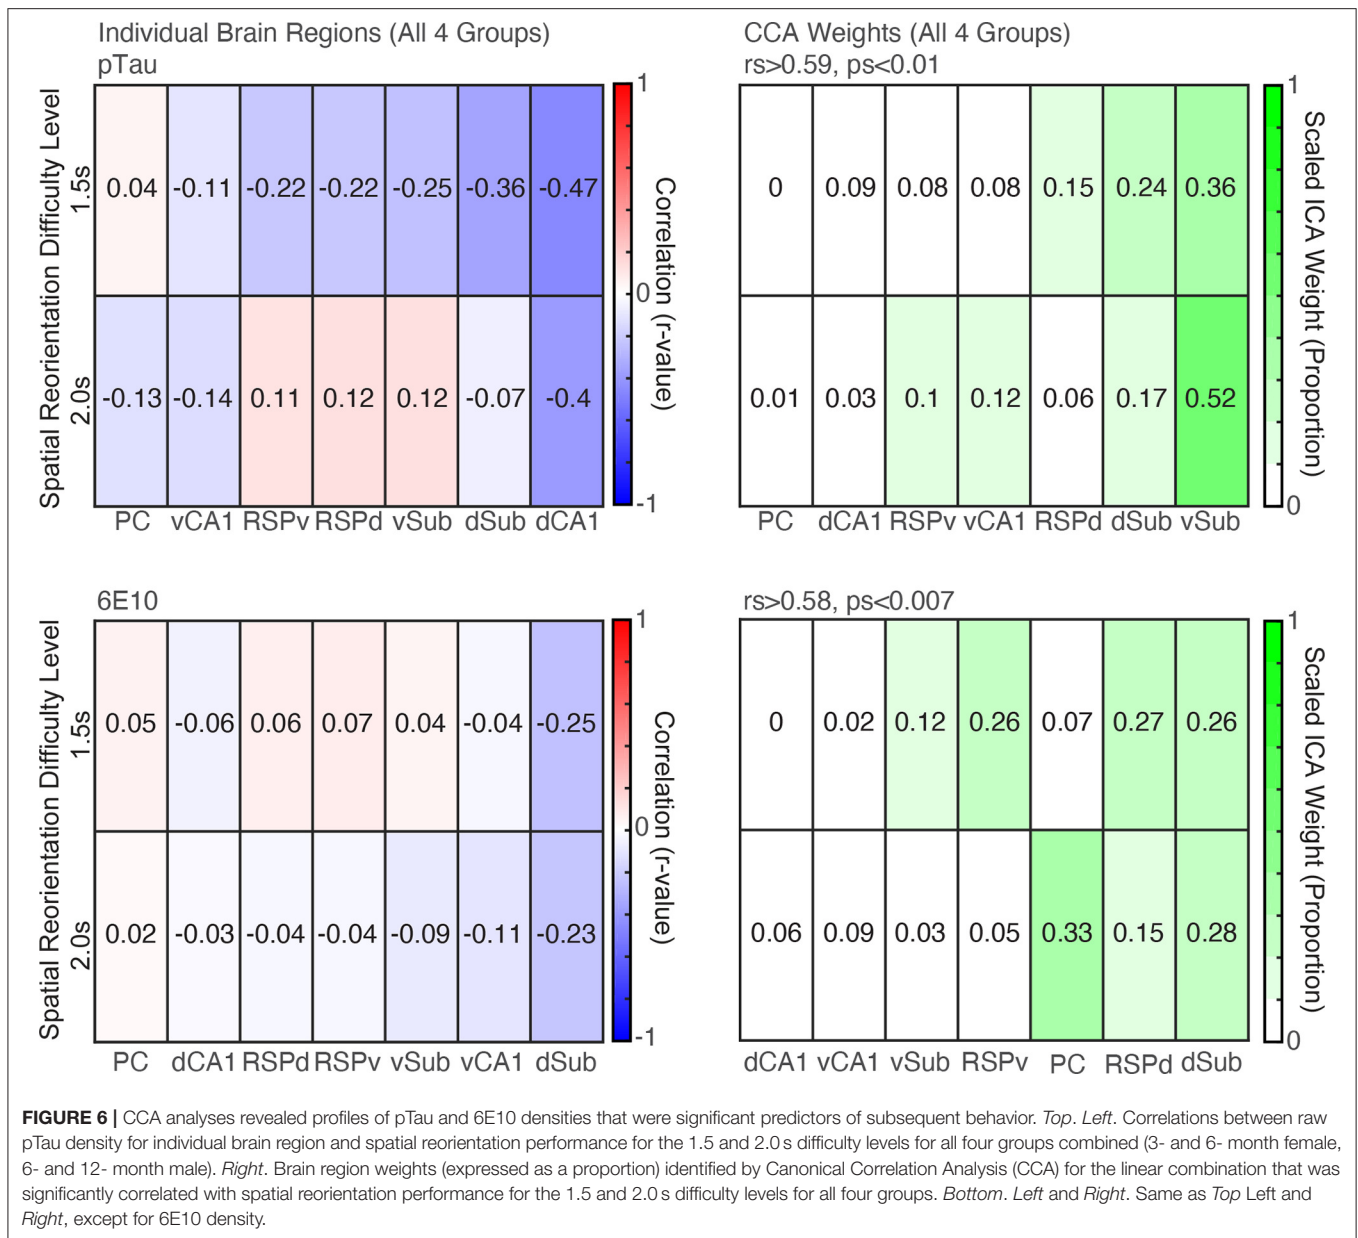 Individual Brain Regions (All 4 Groups)
pTau
Spatial Reorientation Difficulty Level
1.5s
2.0s
0.04 -0.11 -0.22 -0.22 -0.25 -0.36 -0.47
-0.13 -0.14 0.11 0.12 0.12 -0.07 -0.4
PC vCA1 RSPv RSPd vSub dSub dCA1
1
0
-1
Correlation (r-value)
CCA Weights (All 4 Groups)
rs>0.59, ps<0.01
0 0.09 0.08 0.08 0.15 0.24 0.36
0.01 0.03 0.1 0.12 0.06 0.17 0.52
PC dCA1 RSPv vCA1 RSPd dSub vSub
1
0
Scaled ICA Weight (Proportion)
6E10
Spatial Reorientation Difficulty Level
1.5s
2.0s
0.05 -0.06 0.06 0.07 0.04 -0.04 -0.25
0.02 -0.03 -0.04 -0.04 -0.09 -0.11 -0.23
PC dCA1 RSPd RSPv vSub vCA1 dSub
1
0
-1
Correlation (r-value)
rs>0.58, ps<0.007
0 0.02 0.12 0.26 0.07 0.27 0.26
0.06 0.09 0.03 0.05 0.33 0.15 0.28
dCA1 vCA1 vSub RSPv PC RSPd dSub
1
0
Scaled ICA Weight (Proportion)
FIGURE 6 | CCA analyses revealed profiles of pTau and 6E10 densities that were significant predictors of subsequent behavior. Top. Left. Correlations between raw
pTau density for individual brain region and spatial reorientation performance for the 1.5 and 2.0 s difficulty levels for all four groups combined (3- and 6- month female,
6- and 12- month male). Right. Brain region weights (expressed as a proportion) identified by Canonical Correlation Analysis (CCA) for the linear combination that was
significantly correlated with spatial reorientation performance for the 1.5 and 2.0 s difficulty levels for all four groups. Bottom. Left and Right. Same as Top Left and
Right, except for 6E10 density.